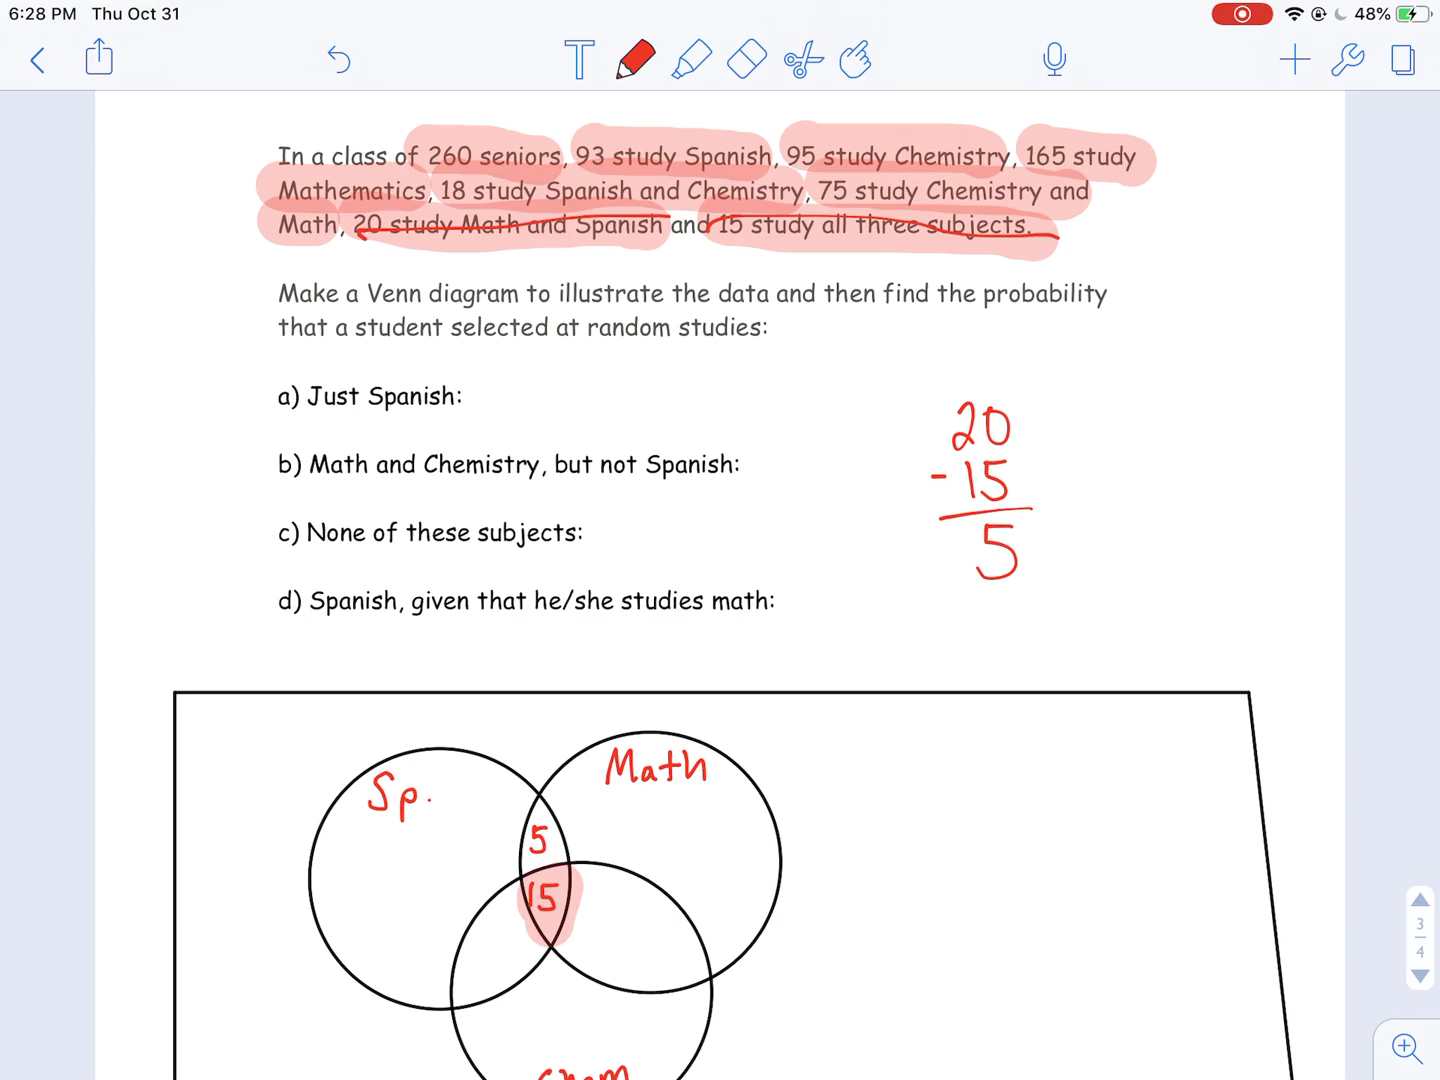 6:28 PM Thu Oct 31
48%
In a class of 260 seniors, 93 study Spanish, 95 study Chemistry, 165 study
Mathematics, 18 study Spanish and Chemistry, 75 study Chemistry and
Math, 20 study Math and Spanish and 15 study all three subjects.
Make a Venn diagram to illustrate the data and then find the probability
that a student selected at random studies:
a) Just Spanish:
20
b) Math and Chemistry, but not Spanish:
- 15
c) None of these subjects:
5
d) Spanish, given that he/she studies math:
Math
Sp.
5
15
3
4
Chem